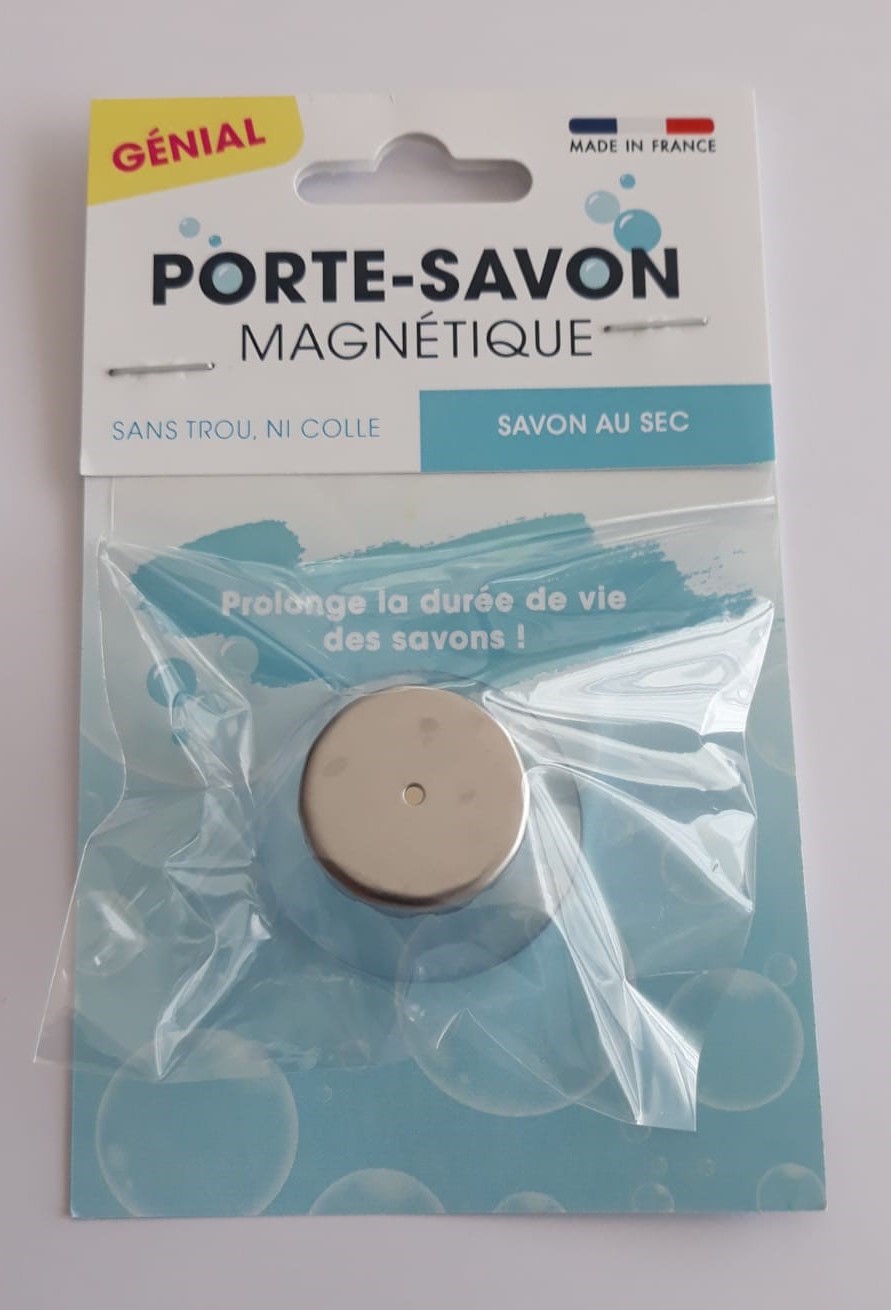 GÉNIAL
MADE IN FRANCE
PORTE-SAVON
MAGNÉTIQUE
SANS TROU, NI COLLE
SAVON AU SEC
Prolonge la durée de vie
des savons !